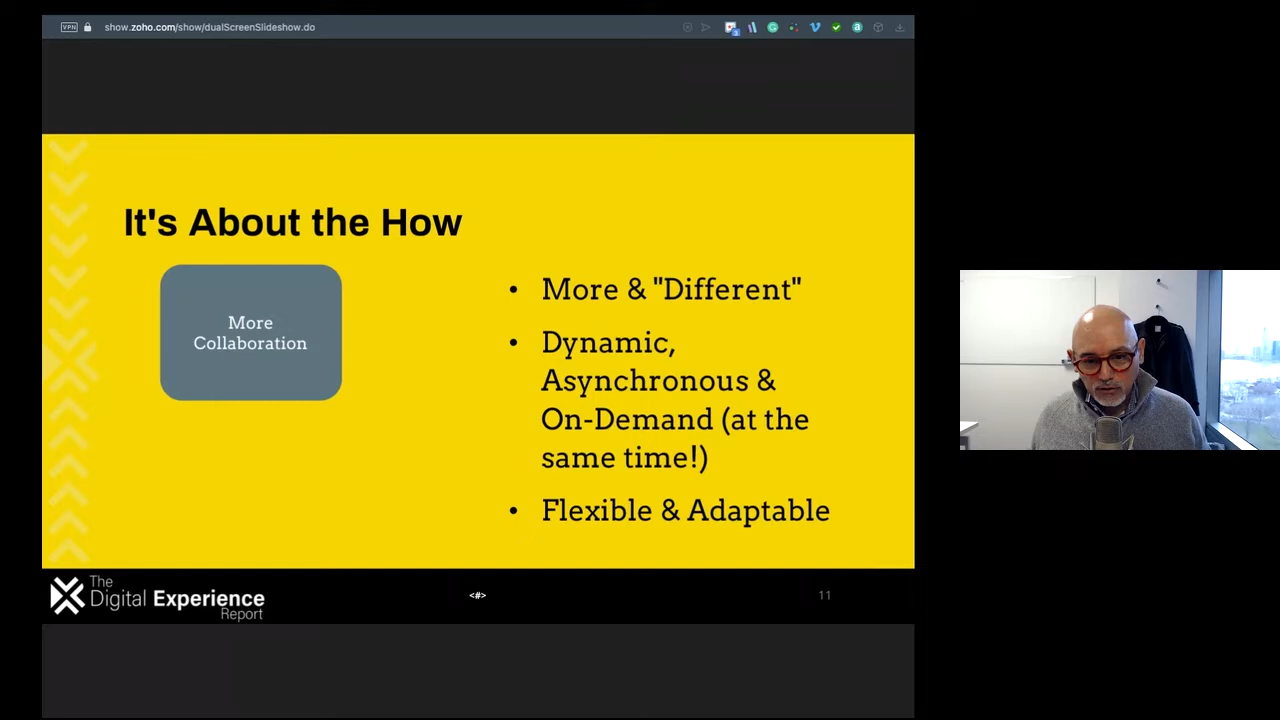 VPN
show.zoho.com/show/dualScreenSlideshow.do
It's About the How
More
Collaboration
• More & "Different"
• Dynamic,
Asynchronous &
On-Demand (at the
same time!)
• Flexible & Adaptable
The
Digital Experience
Report
<#>
11